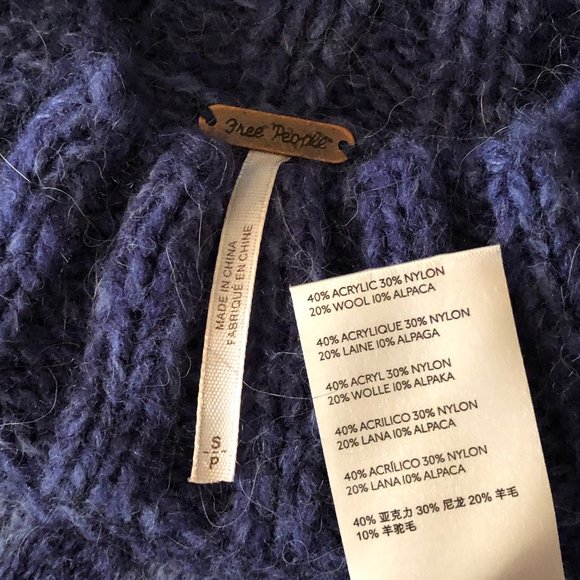 Free People
MADE IN CHINA
FABRIQUÉ EN CHINE
S
P
40% ACRYLIC 30% NYLON
20% WOOL 10% ALPACA
40% ACRYLIQUE 30% NYLON
20% LAINE 10% ALPAGA
40% ACRYL 30% NYLON
20% WOLLE 10% ALPAKA
40% ACRILICO 30% NYLON
20% LANA 10% ALPACA
40% ACRÍLICO 30% NYLON
20% LANA 10% ALPACA
40% 亚克力 30% 尼龙 20% 羊毛
10% 羊驼毛